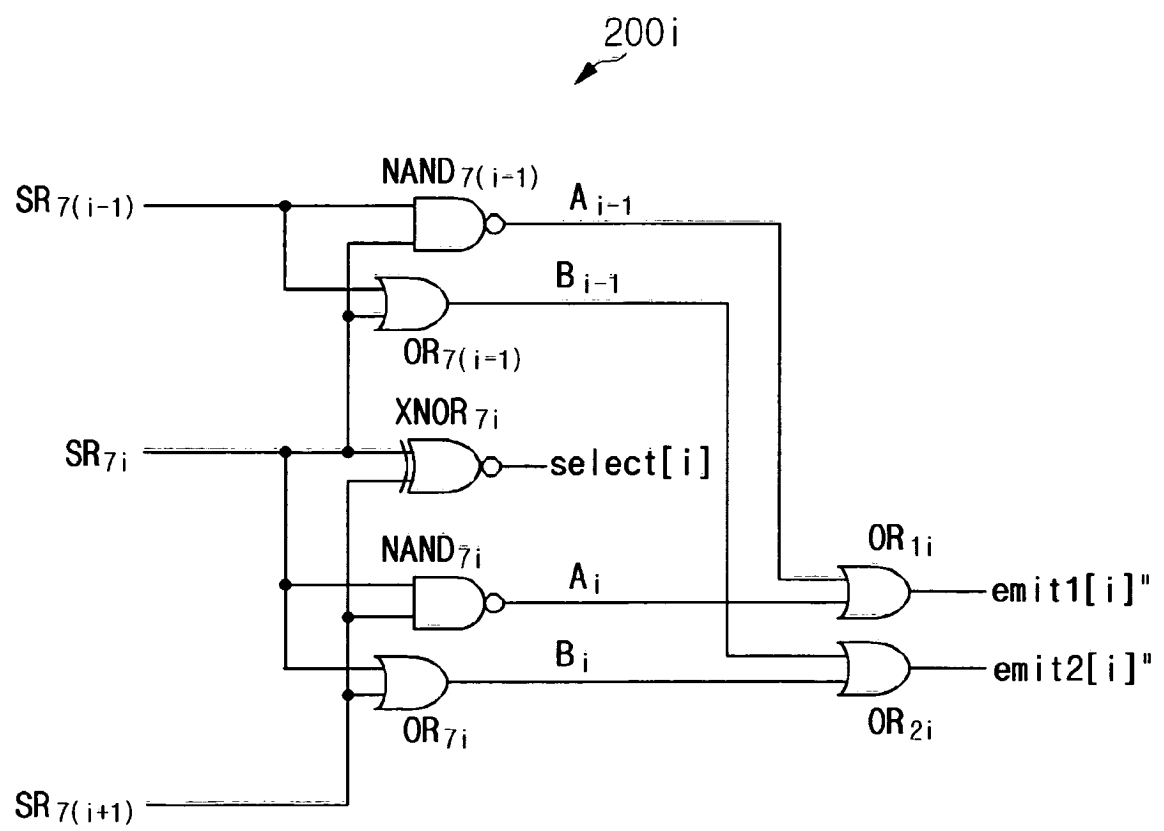 200i
NAND7(i-1)
SR7(i-1)
Ai-1
Bi-1
OR7(i-1)
XNOR7i
SR7i
select[i]
NAND7i
OR1i
Ai
emit1[i]"
Bi
emit2[i]"
OR7i
OR2i
SR7(i+1)